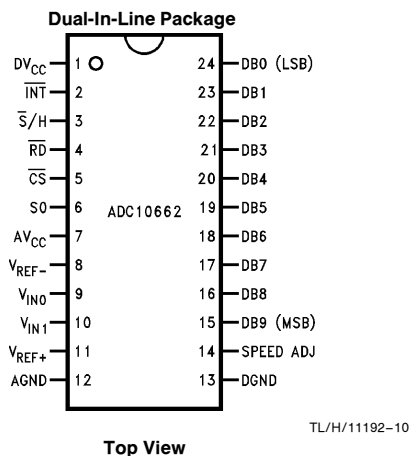 Dual-In-Line Package
DVCC 1 24 DB0 (LSB)
INT 2 23 DB1
S/H 3 22 DB2
RD 4 21 DB3
CS 5 20 DB4
S0 6 19 DB5
ADC10662
AVCC 7 18 DB6
VREF- 8 17 DB7
VIN0 9 16 DB8
VIN1 10 15 DB9 (MSB)
VREF+ 11 14 SPEED ADJ
AGND 12 13 DGND
TL/H/11192–10
Top View